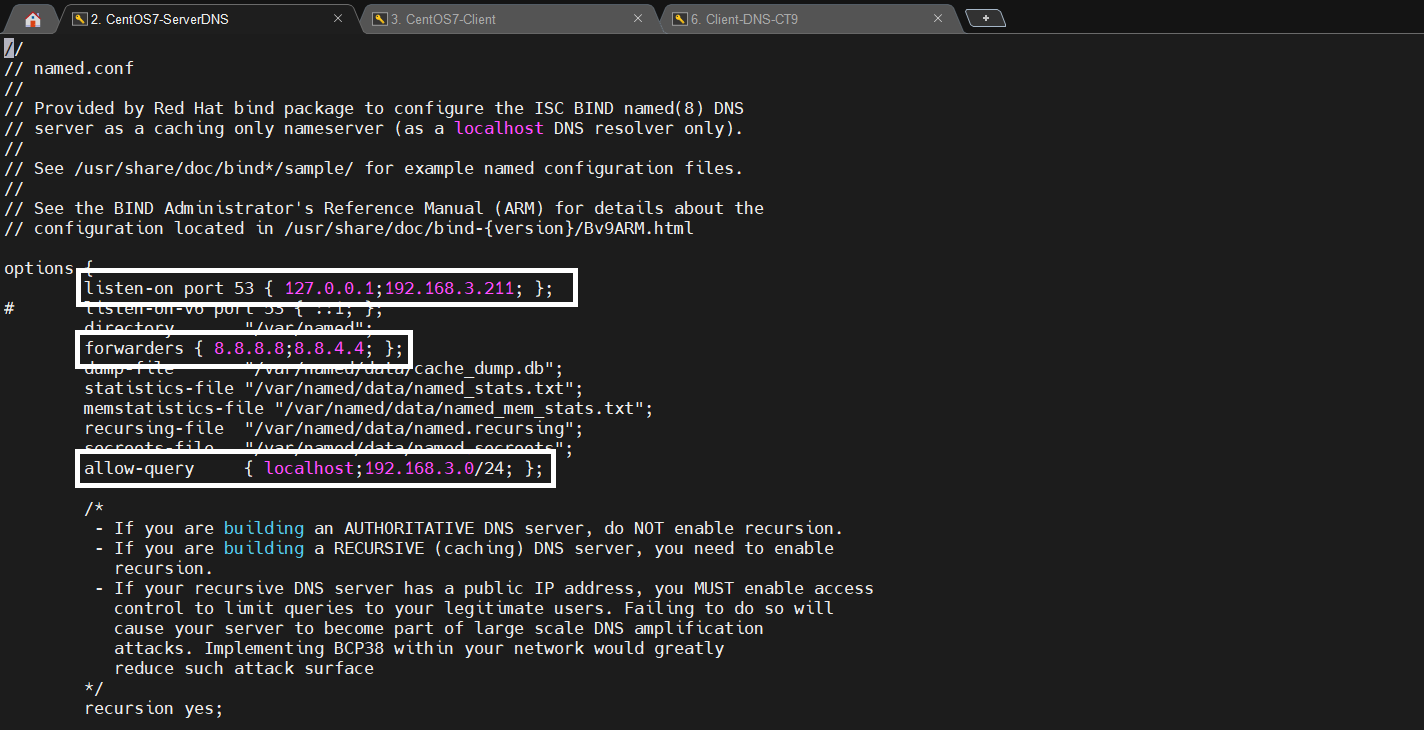 2. CentOS7-ServerDNS
3. CentOS7-Client
6. Client-DNS-CT9
//
// named.conf
//
// Provided by Red Hat bind package to configure the ISC BIND named(8) DNS
// server as a caching only nameserver (as a localhost DNS resolver only).
//
// See /usr/share/doc/bind*/sample/ for example named configuration files.
//
// See the BIND Administrator's Reference Manual (ARM) for details about the
// configuration located in /usr/share/doc/bind-{version}/Bv9ARM.html
options {
listen-on port 53 { 127.0.0.1;192.168.3.211; };
#       listen-on-v6 port 53 { ::1; };
directory       "/var/named";
forwarders { 8.8.8.8;8.8.4.4; };
dump-file       "/var/named/data/cache_dump.db";
statistics-file "/var/named/data/named_stats.txt";
memstatistics-file "/var/named/data/named_mem_stats.txt";
recursing-file  "/var/named/data/named.recursing";
secroots-file   "/var/named/data/named.secroots";
allow-query     { localhost;192.168.3.0/24; };
/*
- If you are building an AUTHORITATIVE DNS server, do NOT enable recursion.
- If you are building a RECURSIVE (caching) DNS server, you need to enable
recursion.
- If your recursive DNS server has a public IP address, you MUST enable access
control to limit queries to your legitimate users. Failing to do so will
cause your server to become part of large scale DNS amplification
attacks. Implementing BCP38 within your network would greatly
reduce such attack surface
*/
recursion yes;